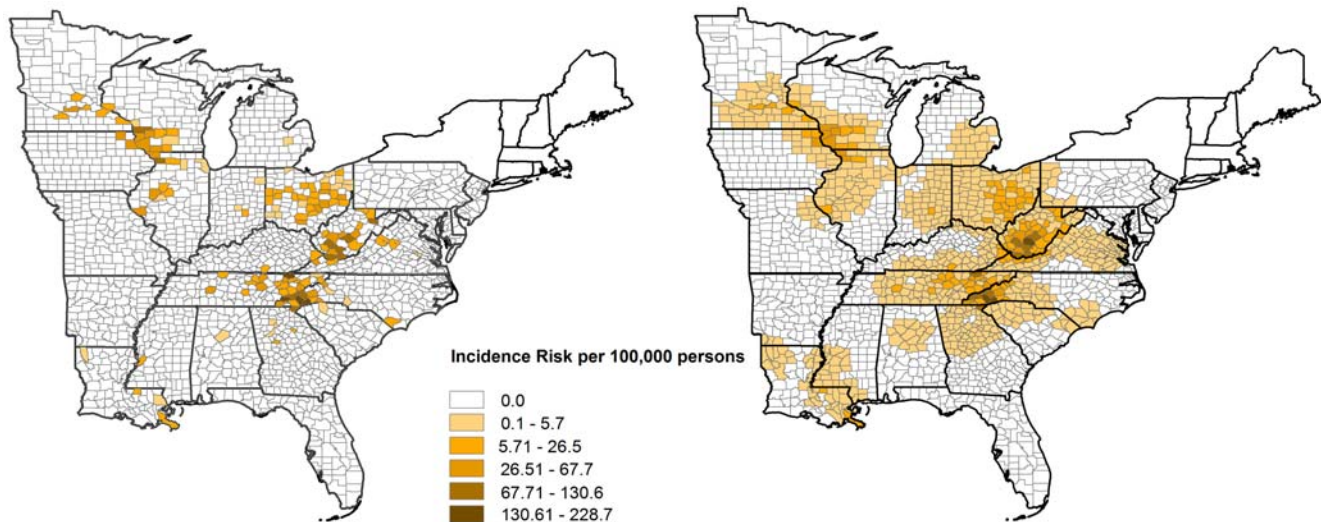 Incidence Risk per 100,000 persons
0.0
0.1 - 5.7
5.71 - 26.5
26.51 - 67.7
67.71 - 130.6
130.61 - 228.7